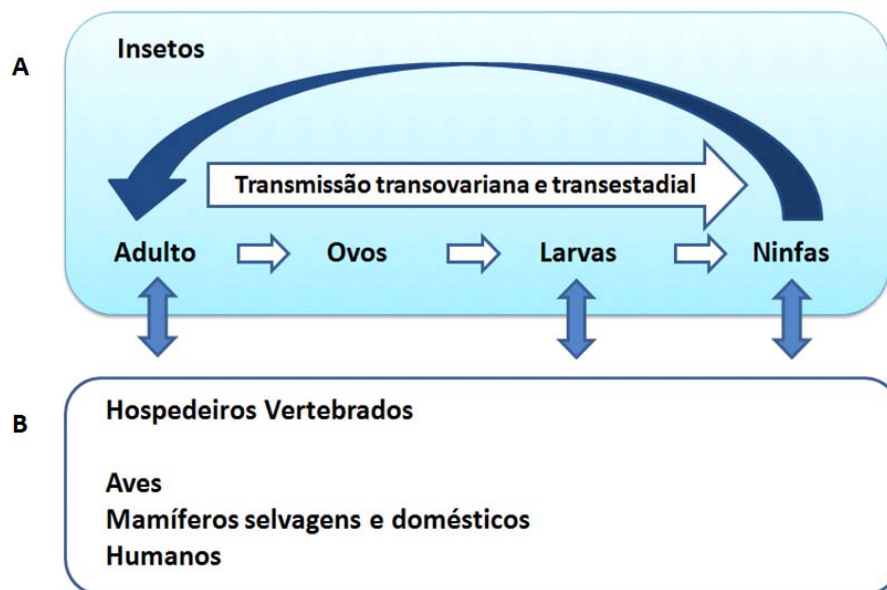 A
Insetos
Transmissão transovariana e transestadial
Adulto Ovos Larvas Ninfas
B
Hospedeiros Vertebrados
Aves
Mamíferos selvagens e domésticos
Humanos